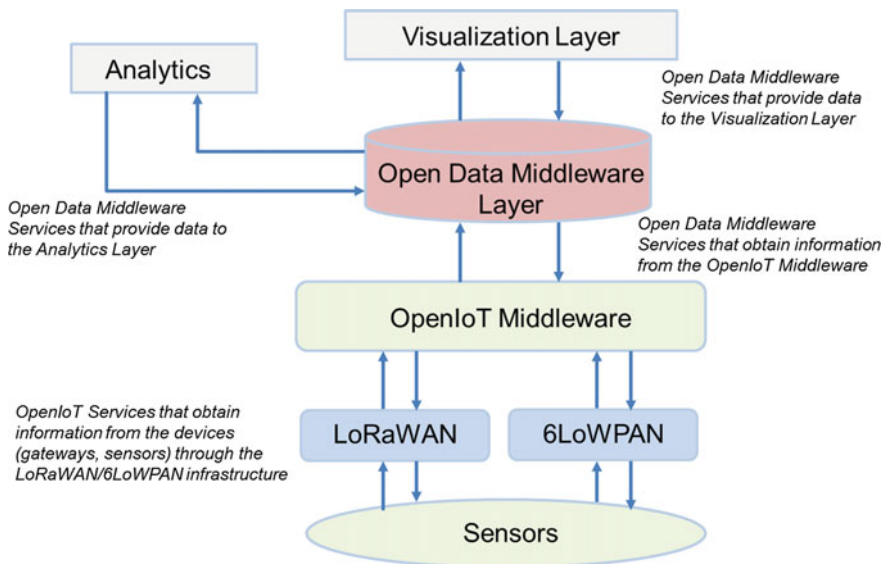 Visualization Layer
Analytics
Open Data Middleware
Services that provide data
to the Visualization Layer
Open Data Middleware
Layer
Open Data Middleware
Services that provide data to
the Analytics Layer
Open Data Middleware
Services that obtain information
from the OpenIoT Middleware
OpenIoT Middleware
OpenIoT Services that obtain
information from the devices
(gateways, sensors) through the
LoRaWAN/6LoWPAN infrastructure
LoRaWAN
6LoWPAN
Sensors